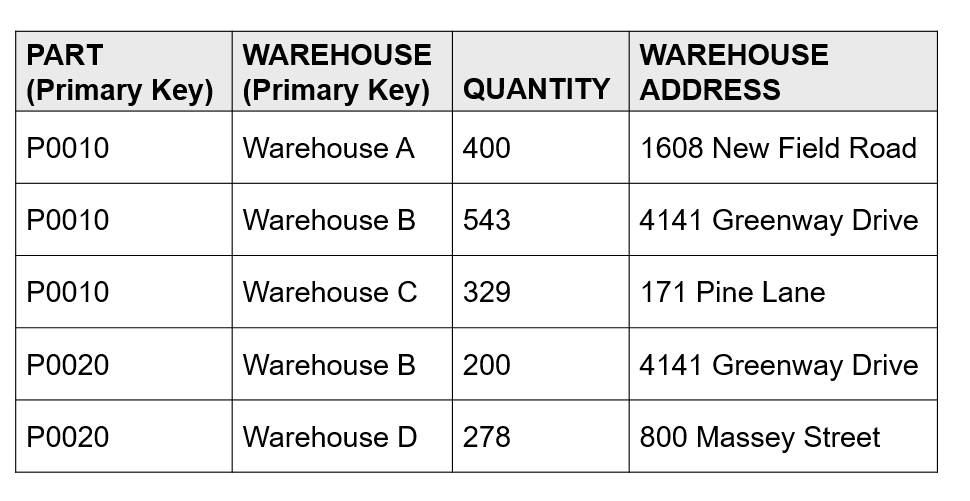 PART (Primary Key) WAREHOUSE (Primary Key) QUANTITY WAREHOUSE ADDRESS
P0010 Warehouse A 400 1608 New Field Road
P0010 Warehouse B 543 4141 Greenway Drive
P0010 Warehouse C 329 171 Pine Lane
P0020 Warehouse B 200 4141 Greenway Drive
P0020 Warehouse D 278 800 Massey Street